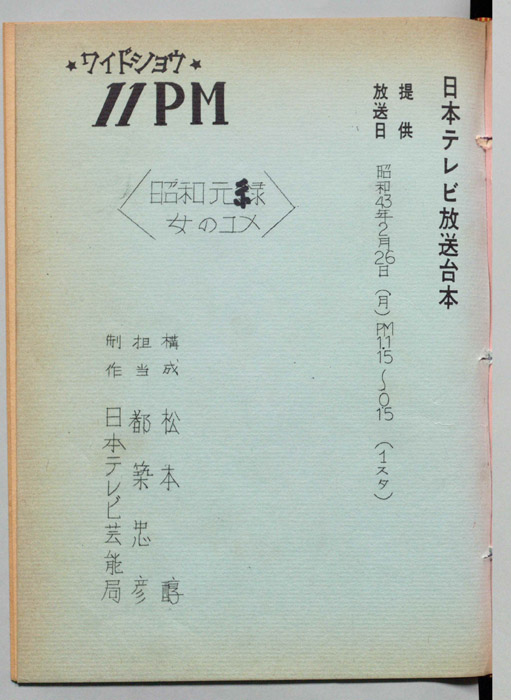 日本テレビ放送台本
提供
放送日 昭和43年2月26日(月)PM11.15〜0.15 (1スタ)
★ワイドショウ★
11PM
〈昭和元禄
女のユメ〉
構成 松本醇
担当 都築忠彦
制作 日本テレビ芸能局